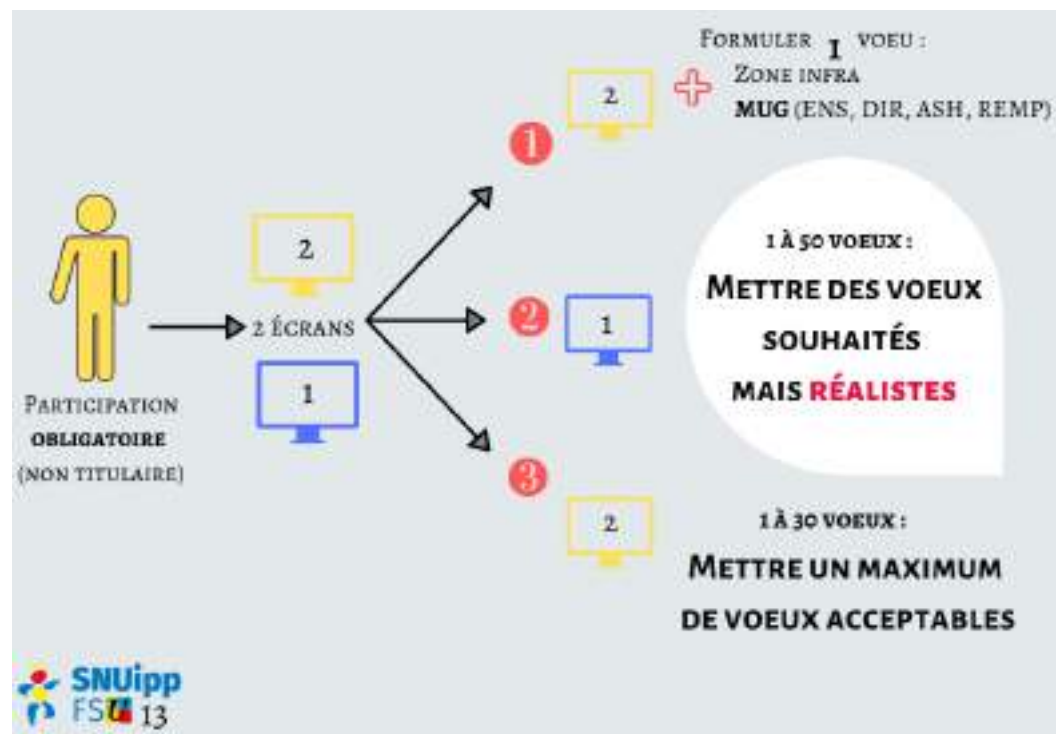 Formuler 1 voeu :
Zone infra
MUG (ENS, DIR, ASH, REMP)
2
1
2
2 écrans
1
Participation
obligatoire
(non titulaire)
2
1
1 à 50 voeux :
Mettre des voeux
souhaités
mais réalistes
3
2
1 à 30 voeux :
Mettre un maximum
de voeux acceptables
SNUipp
FSU 13